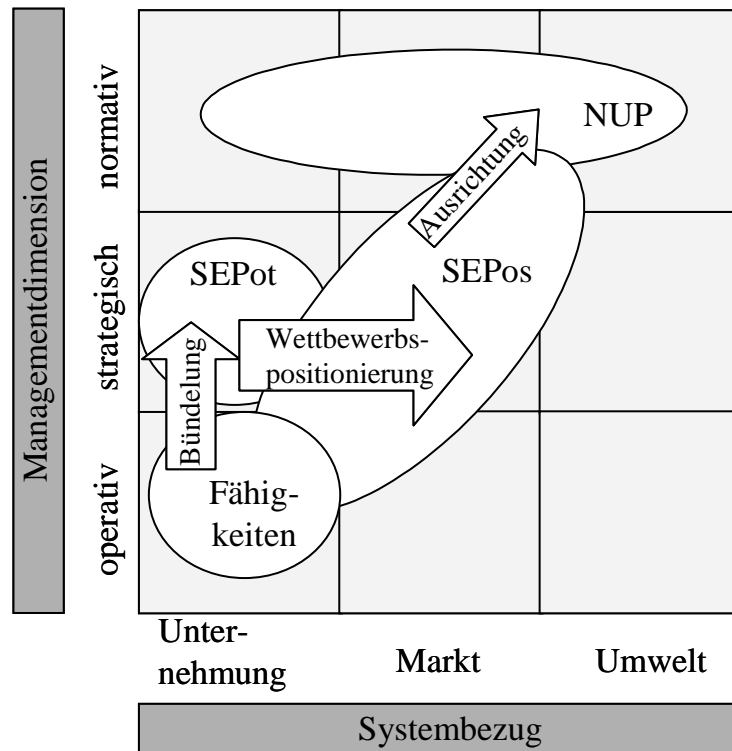 Managementdimension
normativ
strategisch
operativ
NUP
Ausrichtung
SEPot
SEPos
Wettbewerbs-
positionierung
Bündelung
Fähig-
keiten
Unter-
nehmung
Markt
Umwelt
Systembezug